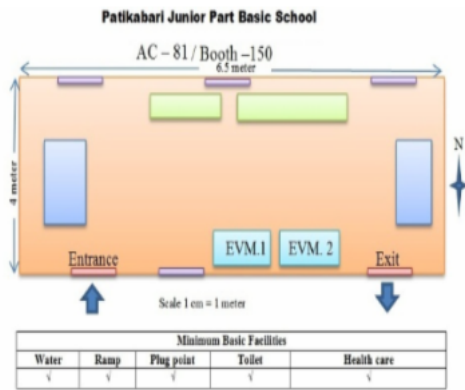 Patikabari Junior Part Basic School
AC – 81 / Booth –150
6.5 meter
4 meter
N
EVM.1 EVM. 2
Entrance Exit
Scale 1 cm = 1 meter
Minimum Basic Facilities
Water Ramp Plug point Toilet Health care
√ √ √ √ √